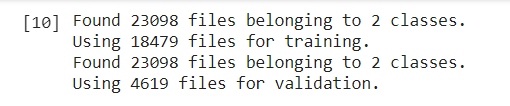 [10] Found 23098 files belonging to 2 classes.
Using 18479 files for training.
Found 23098 files belonging to 2 classes.
Using 4619 files for validation.